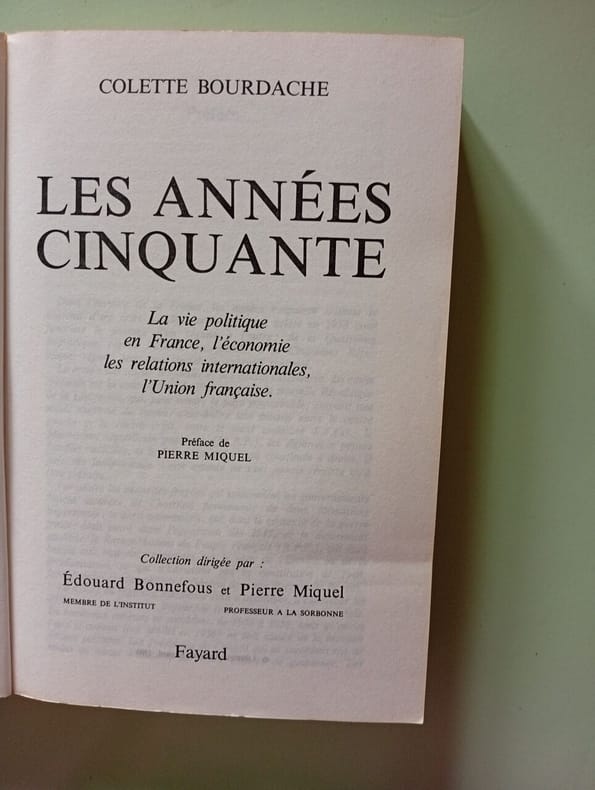 COLETTE BOURDACHE
LES ANNÉES
CINQUANTE
La vie politique
en France, l'économie
les relations internationales,
l'Union française.
Préface de
PIERRE MIQUEL
Collection dirigée par :
Édouard Bonnefous et Pierre Miquel
MEMBRE DE L'INSTITUT PROFESSEUR A LA SORBONNE
Fayard